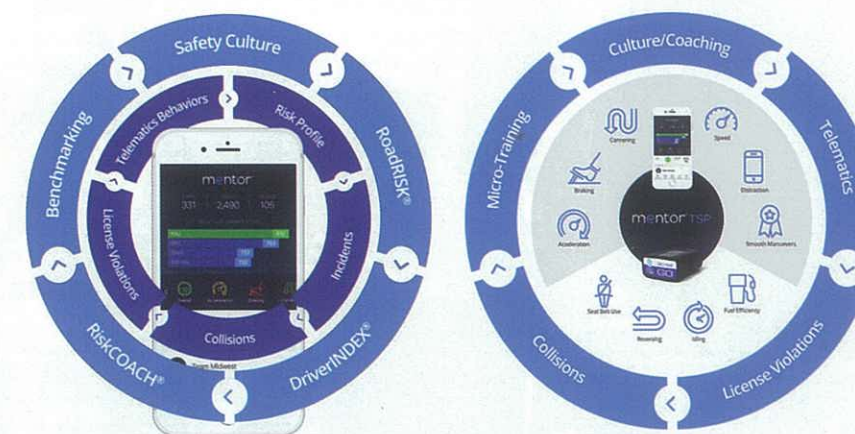 Safety Culture
RoadRISK®
DriverINDEX®
RiskCOACH®
Benchmarking
Telematics Behaviors
Risk Profile
Incidents
Collisions
License Violations
mentor
331 2,490 105
Team Midwest
Culture/Coaching
Telematics
License Violations
Collisions
Micro-Training
Cornering
Speed
Braking
Distraction
Acceleration
Smooth Maneuvers
mentor TSP
GO
Seat Belt Use
Fuel Efficiency
Reversing
Idling